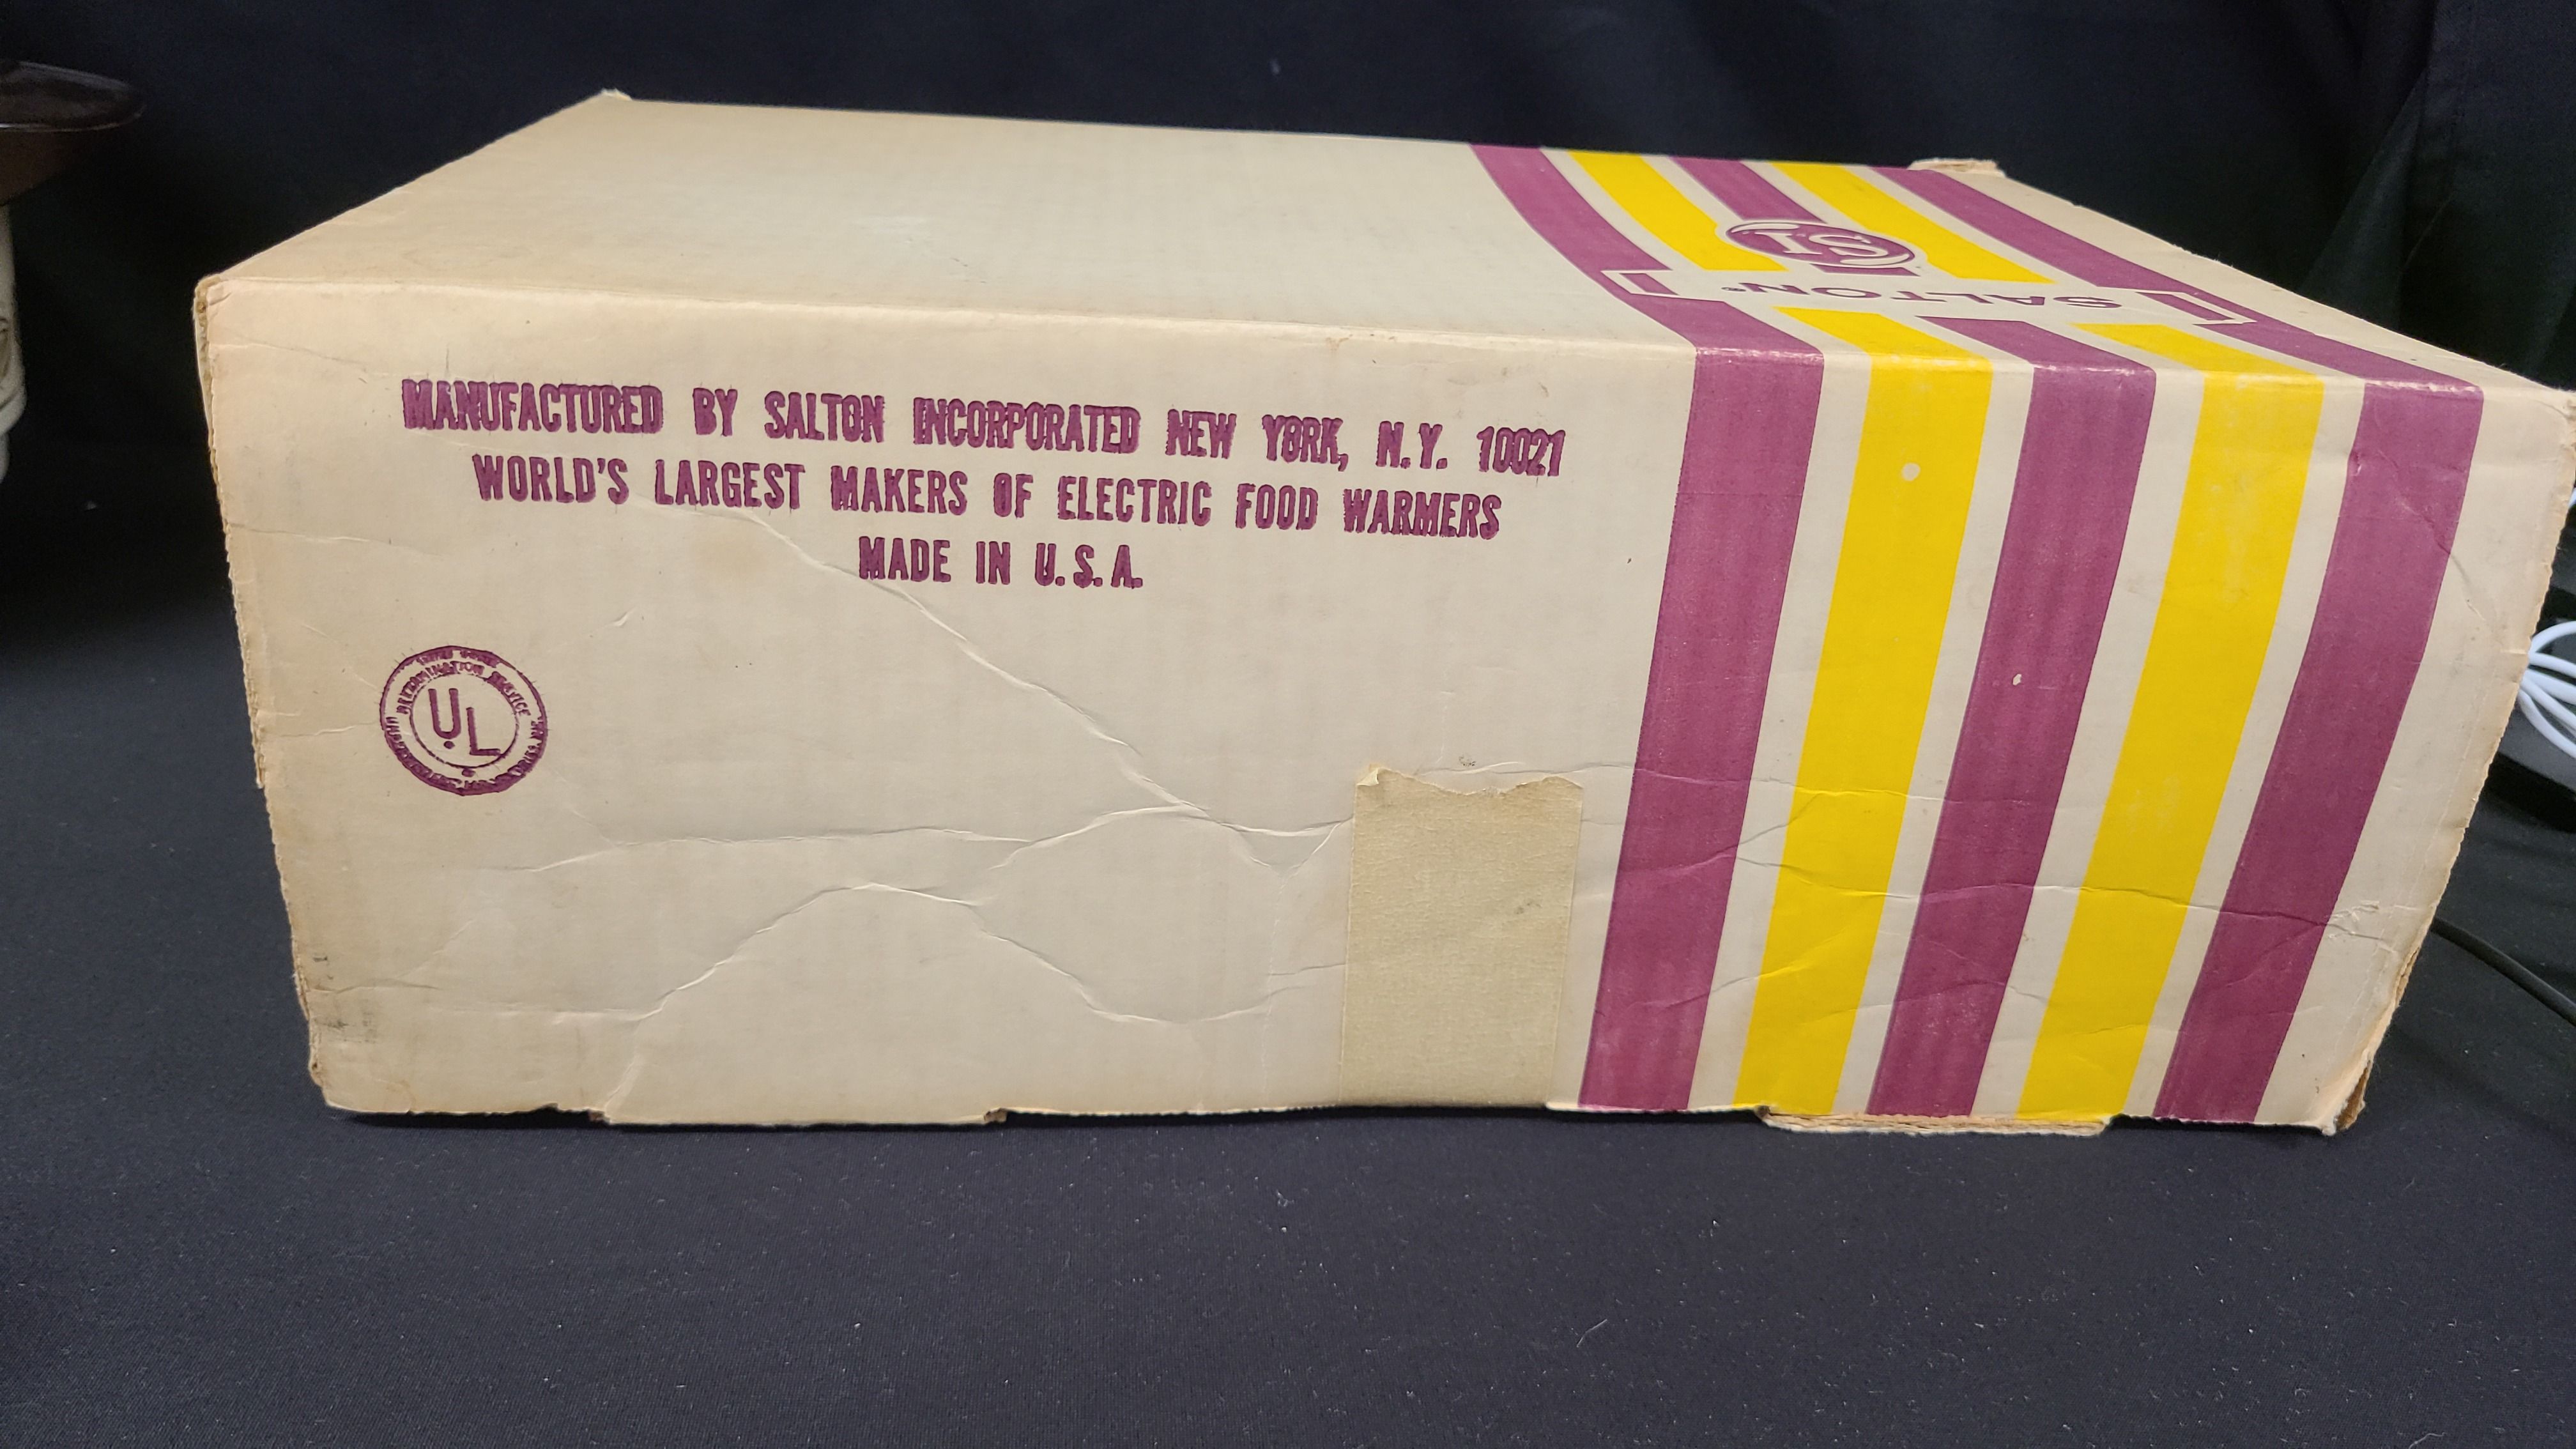 SALTON®
MANUFACTURED BY SALTON INCORPORATED NEW YORK, N.Y. 10021
WORLD'S LARGEST MAKERS OF ELECTRIC FOOD WARMERS
MADE IN U.S.A.
UL